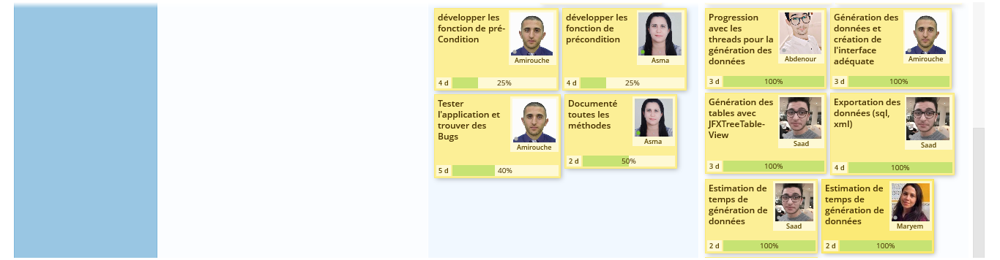 développer les
fonction de pré-
Condition
Amirouche
4 d
25%
développer les
fonction de
précondition
Asma
4 d
25%
Tester
l'application et
trouver des
Bugs
Amirouche
5 d
40%
Documenté
toutes les
méthodes
Asma
2 d
50%
Progression
avec les
threads pour la
génération des
données
Abdenour
3 d
100%
Génération des
données et
création de
l'interface
adéquate
Amirouche
3 d
100%
Génération des
tables avec
JFXTreeTable-
View
Saad
3 d
100%
Exportation des
données (sql,
xml)
Saad
4 d
100%
Estimation de
temps de
génération de
données
Saad
2 d
100%
Estimation de
temps de
génération de
données
Maryem
2 d
100%